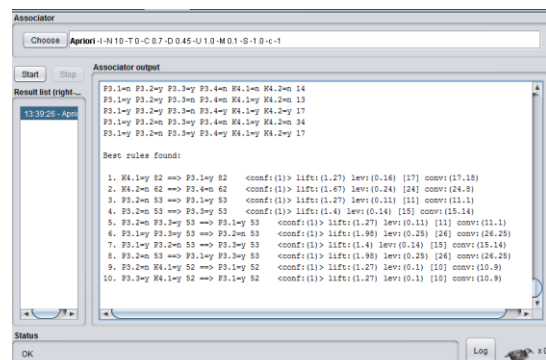 Associator
Choose Apriori -I -N 10 -T 0 -C 0.7 -D 0.45 -U 1.0 -M 0.1 -S -1.0 -c -1
Start Stop
Associator output
Result list (right-...
13:39:25 - Aprio
P3.1=n P3.2=y P3.3=y P3.4=n K4.1=n K4.2=n 14
P3.1=y P3.2=n P3.3=y P3.4=n K4.1=y K4.2=n 13
P3.1=y P3.2=y P3.3=n P3.4=n K4.1=y K4.2=y 17
P3.1=y P3.2=n P3.3=y P3.4=n K4.1=y K4.2=n 34
P3.1=y P3.2=n P3.3=y P3.4=y K4.1=y K4.2=y 17
Best rules found:
1. K4.1=y 82 ==> P3.1=y 82 <conf:(1)> lift:(1.27) lev:(0.16) [17] conv:(17.18)
2. K4.2=n 62 ==> P3.4=n 62 <conf:(1)> lift:(1.67) lev:(0.24) [24] conv:(24.8)
3. P3.2=n 53 ==> P3.1=y 53 <conf:(1)> lift:(1.27) lev:(0.11) [11] conv:(11.1)
4. P3.2=n 53 ==> P3.3=y 53 <conf:(1)> lift:(1.4) lev:(0.14) [15] conv:(15.14)
5. P3.2=n P3.3=y 53 ==> P3.1=y 53 <conf:(1)> lift:(1.27) lev:(0.11) [11] conv:(11.1)
6. P3.1=y P3.3=y 53 ==> P3.2=n 53 <conf:(1)> lift:(1.98) lev:(0.25) [26] conv:(26.25)
7. P3.1=y P3.2=n 53 ==> P3.3=y 53 <conf:(1)> lift:(1.4) lev:(0.14) [15] conv:(15.14)
8. P3.2=n 53 ==> P3.1=y P3.3=y 53 <conf:(1)> lift:(1.98) lev:(0.25) [26] conv:(26.25)
9. P3.2=n K4.1=y 52 ==> P3.1=y 52 <conf:(1)> lift:(1.27) lev:(0.1) [10] conv:(10.9)
10. P3.3=y K4.1=y 52 ==> P3.1=y 52 <conf:(1)> lift:(1.27) lev:(0.1) [10] conv:(10.9)
Status
OK
Log
x 0